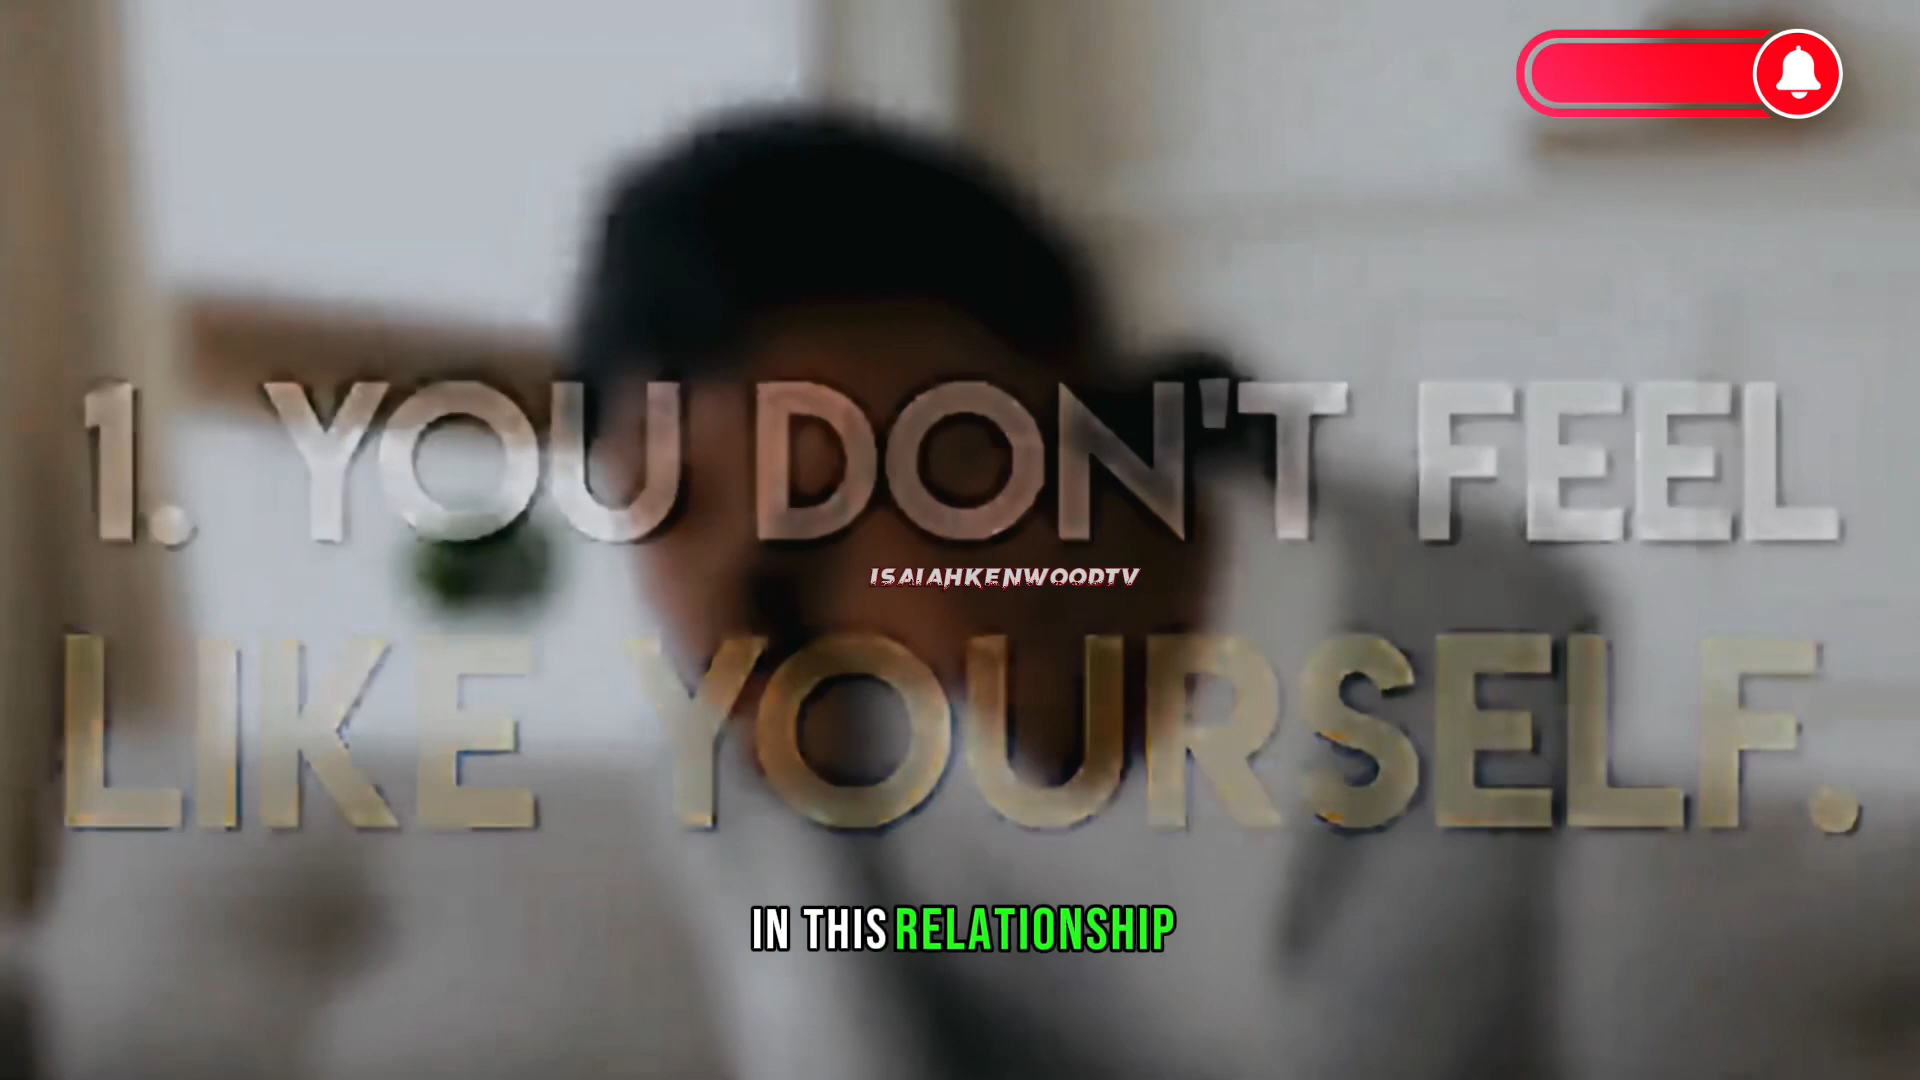 1. YOU DON'T FEEL
ISAIAHKENWOODTV
LIKE YOURSELF.
IN THIS RELATIONSHIP